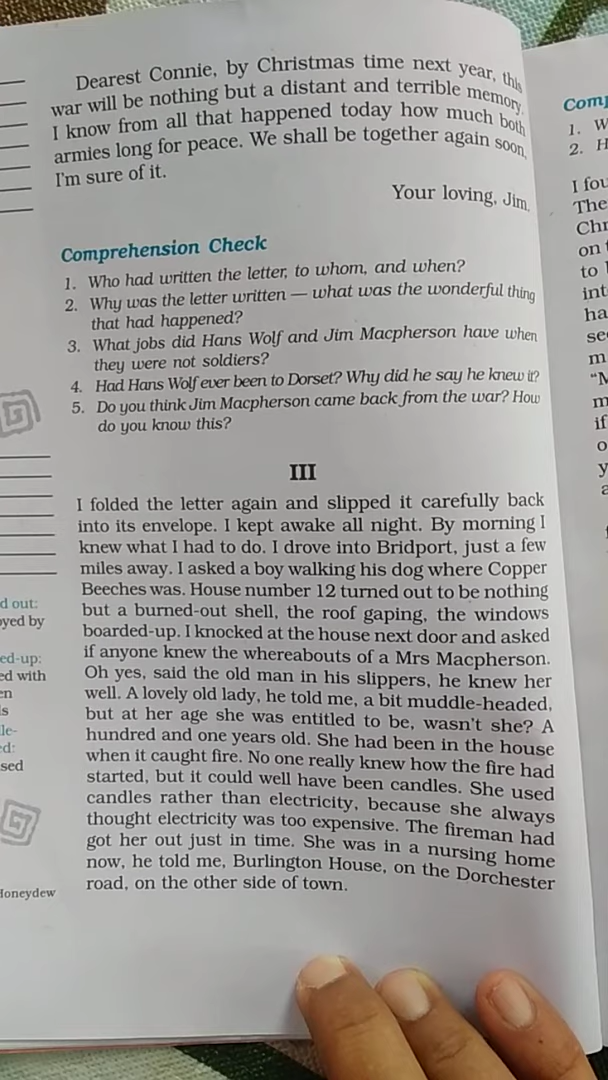 Dearest Connie, by Christmas time next year, this
war will be nothing but a distant and terrible memory.
I know from all that happened today how much both
armies long for peace. We shall be together again soon,
I'm sure of it.
Your loving, Jim.
Comprehension Check
1. Who had written the letter, to whom, and when?
2. Why was the letter written — what was the wonderful thing
that had happened?
3. What jobs did Hans Wolf and Jim Macpherson have when
they were not soldiers?
4. Had Hans Wolf ever been to Dorset? Why did he say he knew it?
5. Do you think Jim Macpherson came back from the war? How
do you know this?
III
I folded the letter again and slipped it carefully back
into its envelope. I kept awake all night. By morning I
knew what I had to do. I drove into Bridport, just a few
miles away. I asked a boy walking his dog where Copper
Beeches was. House number 12 turned out to be nothing
but a burned-out shell, the roof gaping, the windows
boarded-up. I knocked at the house next door and asked
if anyone knew the whereabouts of a Mrs Macpherson.
Oh yes, said the old man in his slippers, he knew her
well. A lovely old lady, he told me, a bit muddle-headed,
but at her age she was entitled to be, wasn't she? A
hundred and one years old. She had been in the house
when it caught fire. No one really knew how the fire had
started, but it could well have been candles. She used
candles rather than electricity, because she always
thought electricity was too expensive. The fireman had
got her out just in time. She was in a nursing home
now, he told me, Burlington House, on the Dorchester
road, on the other side of town.
d out:
oyed by
ed-up:
ed with
en
is
le-
ed:
sed
Honeydew
1. W
2. H
I fou
The
Chr
on
to
int
ha
se
m
"M
m
if
o
y
a